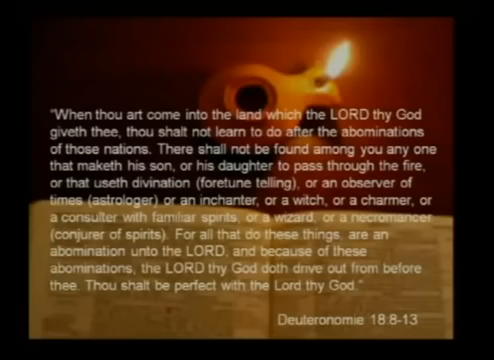 "When thou art come into the land which the LORD thy God
giveth thee, thou shalt not learn to do after the abominations
of those nations. There shall not be found among you any one
that maketh his son, or his daughter to pass through the fire,
or that useth divination (foretune telling), or an observer of
times (astrologer) or an inchanter, or a witch, or a charmer, or
a consulter with familiar spirits, or a wizard, or a necromancer
(conjurer of spirits). For all that do these things, are an
abomination unto the LORD, and because of these
abominations, the LORD thy God doth drive out from before
thee. Thou shalt be perfect with the Lord thy God."
Deuteronomie 18:8-13